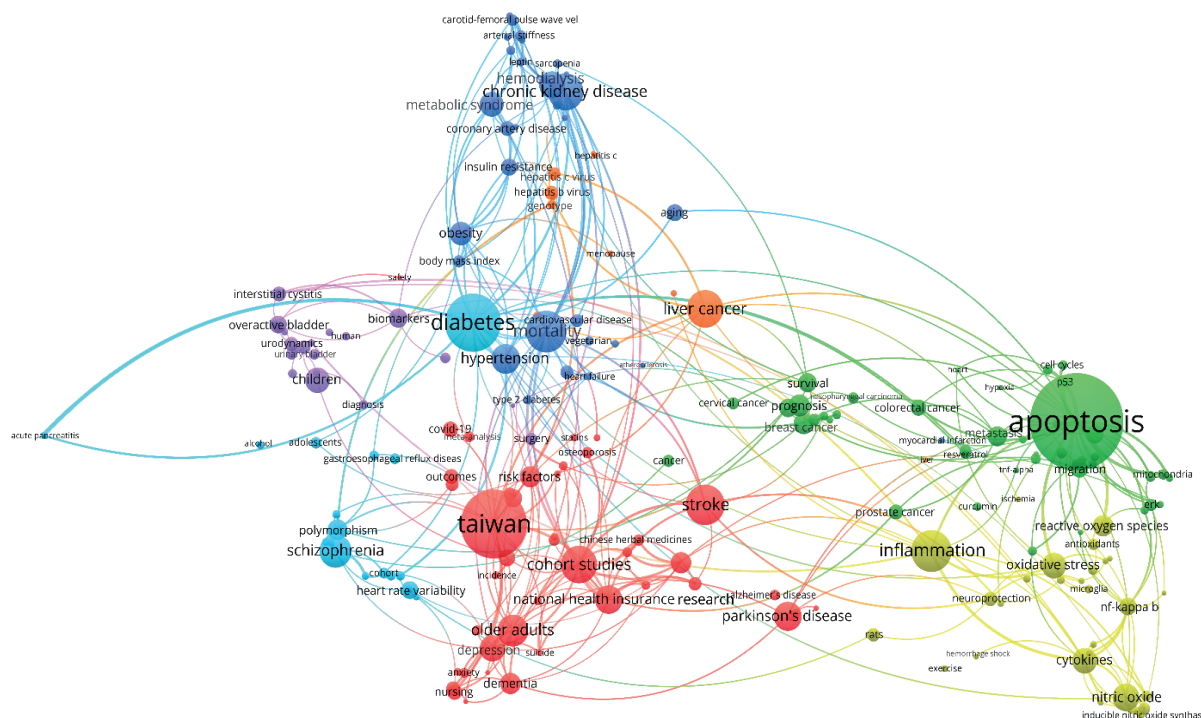 carotid-femoral pulse wave vel
arterial stiffness
leptin
sarcopenia
hemodialysis
chronic kidney disease
metabolic syndrome
coronary artery disease
hepatitis c
insulin resistance
hepatitis c virus
hepatitis b virus
genotype
aging
obesity
body mass index
menopause
safely
interstitial cystitis
liver cancer
biomarkers
diabetes
cardiovascular disease
mortality
overactive bladder
human
urodynamics
urinary bladder
vegetarian
hypertension
children
heart failure
atherosclerosis
heart
cell cycles
p53
hypoxia
survival
type 2 diabetes
diagnosis
cervical cancer
prognosis
colorectal cancer
apoptosis
breast cancer
metastasis
acute pancreatitis
alcohol
adolescents
covid-19
meta-analysis
surgery
statins
osteoporosis
myocardial infarction
resveratrol
gastroesophageal reflux diseas
cancer
liver
tnf-alpha
migration
mitochondria
outcomes
risk factors
ischemia
erk
stroke
prostate cancer
curcumin
taiwan
polymorphism
reactive oxygen species
schizophrenia
chinese herbal medicines
inflammation
antioxidants
cohort studies
oxidative stress
incidence
cohort
heart rate variability
alzheimer's disease
microglia
national health insurance research
neuroprotection
nf-kappa b
parkinson's disease
older adults
rats
depression
suicide
hemorrhage shock
exercise
cytokines
anxiety
dementia
nursing
nitric oxide
inducible nitric oxide synthas